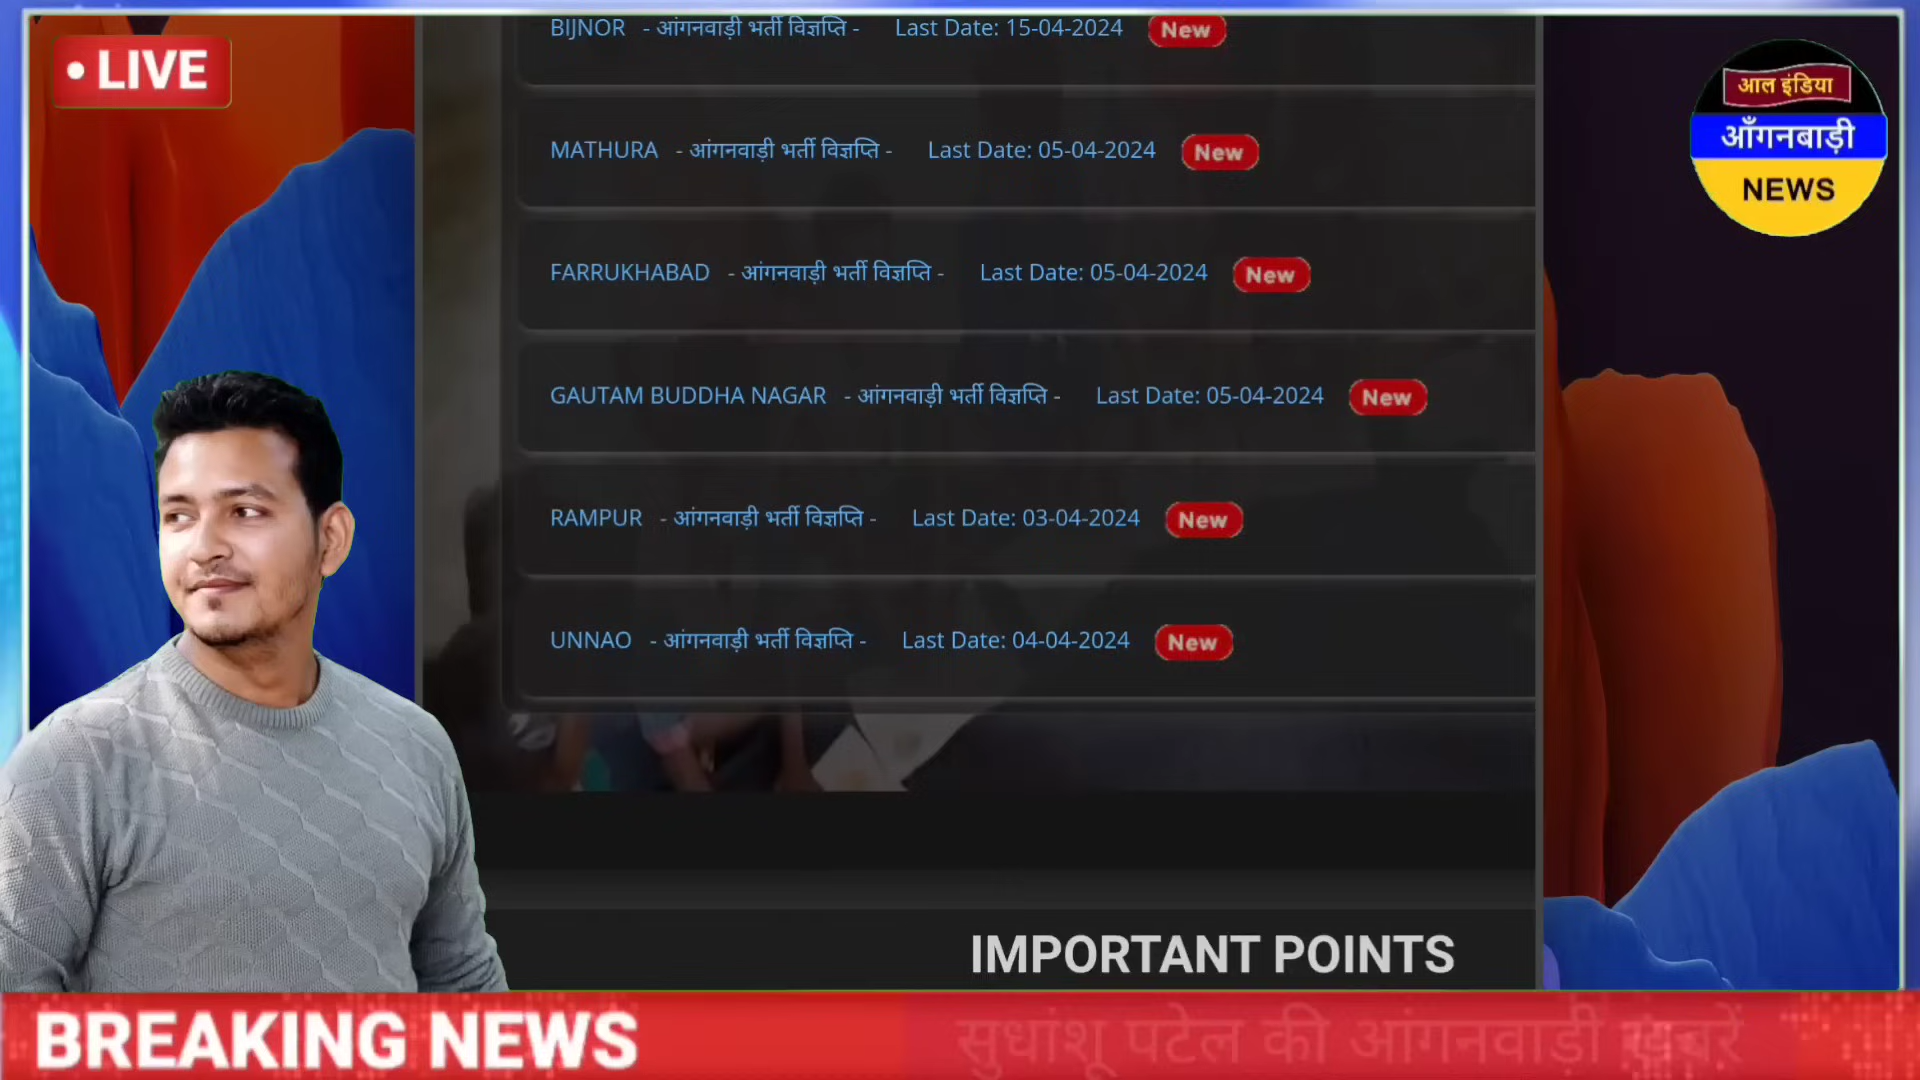 BIJNOR - आंगनवाड़ी भर्ती विज्ञप्ति - Last Date: 15-04-2024 New
• LIVE
आल इंडिया
आँगनबाड़ी
NEWS
MATHURA - आंगनवाड़ी भर्ती विज्ञप्ति - Last Date: 05-04-2024 New
FARRUKHABAD - आंगनवाड़ी भर्ती विज्ञप्ति - Last Date: 05-04-2024 New
GAUTAM BUDDHA NAGAR - आंगनवाड़ी भर्ती विज्ञप्ति - Last Date: 05-04-2024 New
RAMPUR - आंगनवाड़ी भर्ती विज्ञप्ति - Last Date: 03-04-2024 New
UNNAO - आंगनवाड़ी भर्ती विज्ञप्ति - Last Date: 04-04-2024 New
IMPORTANT POINTS
BREAKING NEWS
सुधांशू पटेल की आंगनवाड़ी ख़बरें